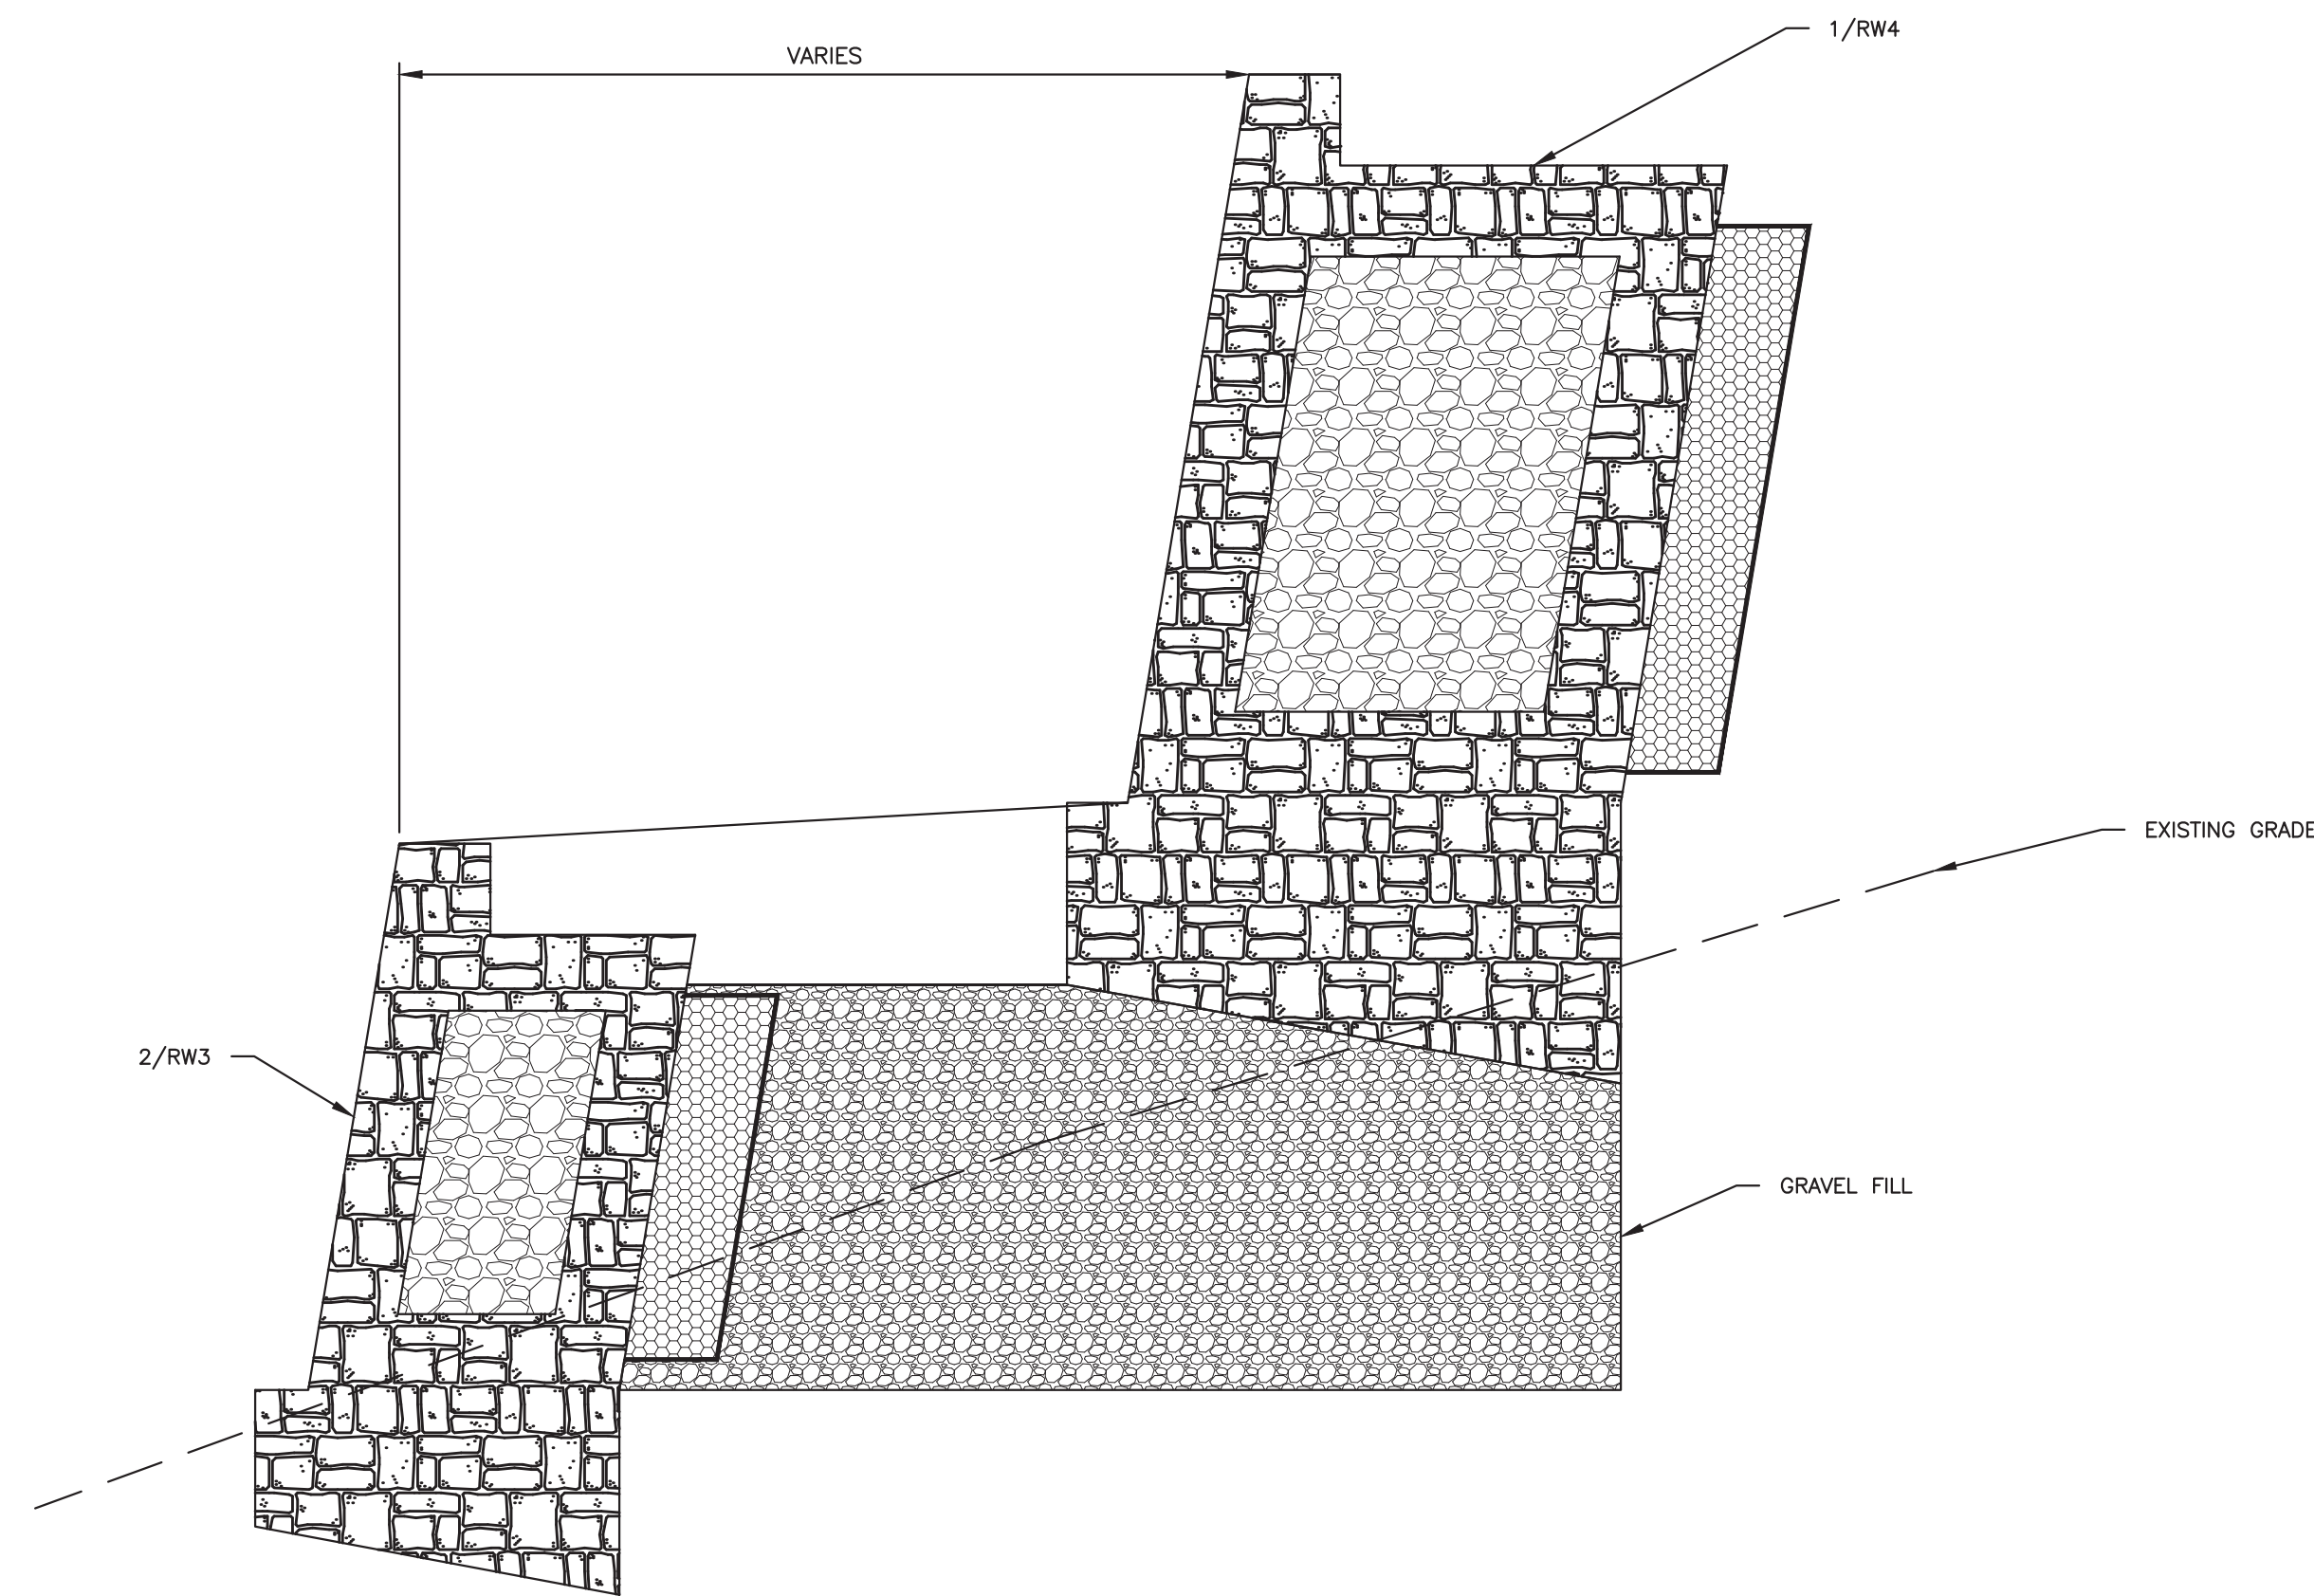 1/RW4
VARIES
EXISTING GRADE
2/RW3
GRAVEL FILL